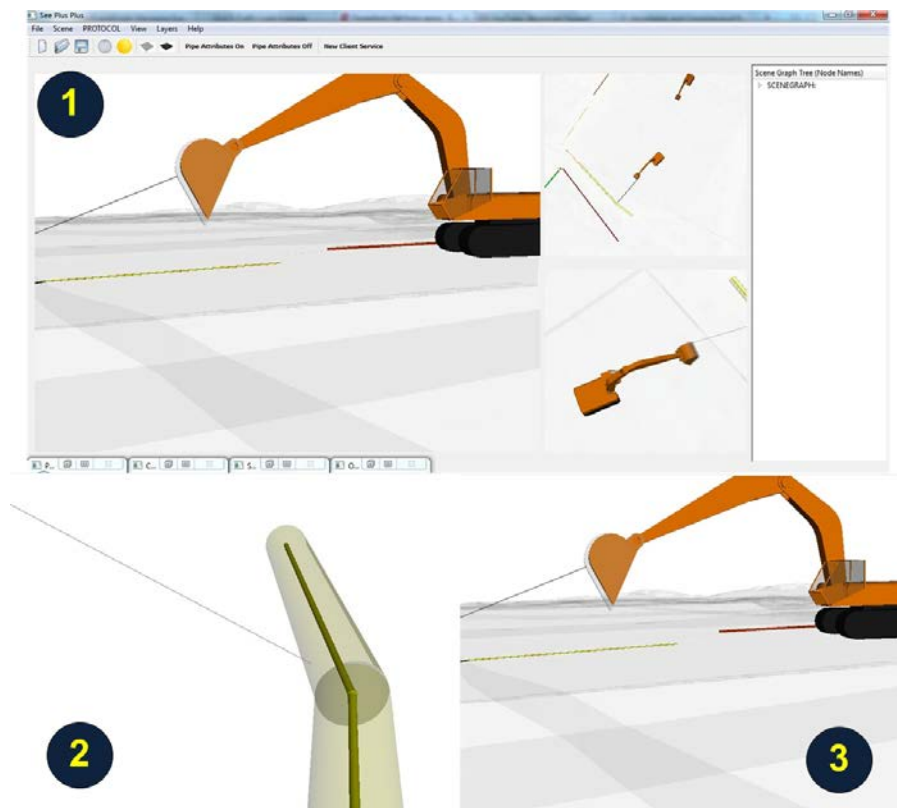 See Plus Plus
File Scene PROTOCOL View Layers Help
Pipe Attributes On Pipe Attributes Off New Client Service
1
Scene Graph Tree (Node Names)
SCENEGRAPH:
P...
C...
S...
O...
2
3